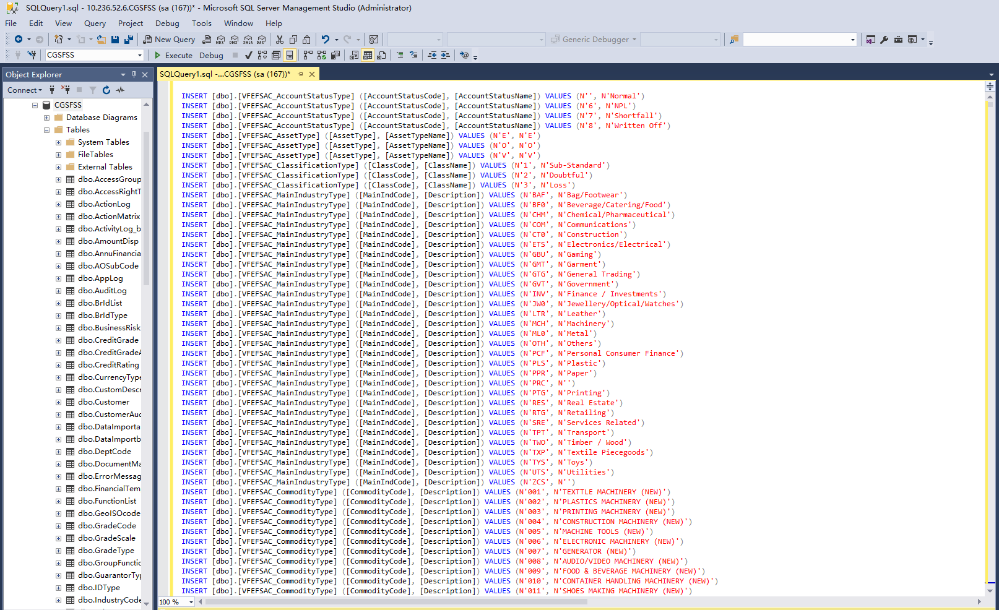 SQLQuery1.sql - 10.236.52.6.CGSFSS (sa (167))* - Microsoft SQL Server Management Studio (Administrator)
File Edit View Query Project Debug Tools Window Help
New Query MDX DMX XMLA DAX Generic Debugger
CGSFSS Execute Debug
Object Explorer
Connect
CGSFSS
Database Diagrams
Tables
System Tables
FileTables
External Tables
dbo.AccessGroup
dbo.AccessRightT
dbo.ActionLog
dbo.ActionMatrix
dbo.ActivityLog_b
dbo.AmountDisp
dbo.AnnuFinancia
dbo.AOSubCode
dbo.AppLog
dbo.AuditLog
dbo.BrIdList
dbo.BrIdType
dbo.BusinessRisk
dbo.CreditGrade
dbo.CreditGradeA
dbo.CreditRating
dbo.CurrencyType
dbo.CustomDescr
dbo.Customer
dbo.CustomerAuc
dbo.DataImporta
dbo.DataImportb
dbo.DeptCode
dbo.DocumentMa
dbo.ErrorMessag
dbo.FinancialTem
dbo.FunctionList
dbo.GeoISOcode
dbo.GradeCode
dbo.GradeScale
dbo.GradeType
dbo.GroupFunctic
dbo.GuarantorTyp
dbo.IDType
dbo.IndustryCode
SQLQuery1.sql -...CGSFSS (sa (167))*
INSERT [dbo].[VFEFSAC_AccountStatusType] ([AccountStatusCode], [AccountStatusName]) VALUES (N'', N'Normal')
INSERT [dbo].[VFEFSAC_AccountStatusType] ([AccountStatusCode], [AccountStatusName]) VALUES (N'6', N'NPL')
INSERT [dbo].[VFEFSAC_AccountStatusType] ([AccountStatusCode], [AccountStatusName]) VALUES (N'7', N'Shortfall')
INSERT [dbo].[VFEFSAC_AccountStatusType] ([AccountStatusCode], [AccountStatusName]) VALUES (N'8', N'Written Off')
INSERT [dbo].[VFEFSAC_AssetType] ([AssetType], [AssetTypeName]) VALUES (N'E', N'E')
INSERT [dbo].[VFEFSAC_AssetType] ([AssetType], [AssetTypeName]) VALUES (N'O', N'O')
INSERT [dbo].[VFEFSAC_AssetType] ([AssetType], [AssetTypeName]) VALUES (N'V', N'V')
INSERT [dbo].[VFEFSAC_ClassificationType] ([ClassCode], [ClassName]) VALUES (N'1', N'Sub-Standard')
INSERT [dbo].[VFEFSAC_ClassificationType] ([ClassCode], [ClassName]) VALUES (N'2', N'Doubtful')
INSERT [dbo].[VFEFSAC_ClassificationType] ([ClassCode], [ClassName]) VALUES (N'3', N'Loss')
INSERT [dbo].[VFEFSAC_MainIndustryType] ([MainIndCode], [Description]) VALUES (N'BAF', N'Bag/Footwear')
INSERT [dbo].[VFEFSAC_MainIndustryType] ([MainIndCode], [Description]) VALUES (N'BF0', N'Beverage/Catering/Food')
INSERT [dbo].[VFEFSAC_MainIndustryType] ([MainIndCode], [Description]) VALUES (N'CHM', N'Chemical/Pharmaceutical')
INSERT [dbo].[VFEFSAC_MainIndustryType] ([MainIndCode], [Description]) VALUES (N'COM', N'Communications')
INSERT [dbo].[VFEFSAC_MainIndustryType] ([MainIndCode], [Description]) VALUES (N'CT0', N'Construction')
INSERT [dbo].[VFEFSAC_MainIndustryType] ([MainIndCode], [Description]) VALUES (N'ETS', N'Electronics/Electrical')
INSERT [dbo].[VFEFSAC_MainIndustryType] ([MainIndCode], [Description]) VALUES (N'GBU', N'Gaming')
INSERT [dbo].[VFEFSAC_MainIndustryType] ([MainIndCode], [Description]) VALUES (N'GMT', N'Garment')
INSERT [dbo].[VFEFSAC_MainIndustryType] ([MainIndCode], [Description]) VALUES (N'GTG', N'General Trading')
INSERT [dbo].[VFEFSAC_MainIndustryType] ([MainIndCode], [Description]) VALUES (N'GVT', N'Government')
INSERT [dbo].[VFEFSAC_MainIndustryType] ([MainIndCode], [Description]) VALUES (N'INV', N'Finance / Investments')
INSERT [dbo].[VFEFSAC_MainIndustryType] ([MainIndCode], [Description]) VALUES (N'JW0', N'Jewellery/Optical/Watches')
INSERT [dbo].[VFEFSAC_MainIndustryType] ([MainIndCode], [Description]) VALUES (N'LTR', N'Leather')
INSERT [dbo].[VFEFSAC_MainIndustryType] ([MainIndCode], [Description]) VALUES (N'MCH', N'Machinery')
INSERT [dbo].[VFEFSAC_MainIndustryType] ([MainIndCode], [Description]) VALUES (N'ML0', N'Metal')
INSERT [dbo].[VFEFSAC_MainIndustryType] ([MainIndCode], [Description]) VALUES (N'OTH', N'Others')
INSERT [dbo].[VFEFSAC_MainIndustryType] ([MainIndCode], [Description]) VALUES (N'PCF', N'Personal Consumer Finance')
INSERT [dbo].[VFEFSAC_MainIndustryType] ([MainIndCode], [Description]) VALUES (N'PLS', N'Plastic')
INSERT [dbo].[VFEFSAC_MainIndustryType] ([MainIndCode], [Description]) VALUES (N'PPR', N'Paper')
INSERT [dbo].[VFEFSAC_MainIndustryType] ([MainIndCode], [Description]) VALUES (N'PRC', N'')
INSERT [dbo].[VFEFSAC_MainIndustryType] ([MainIndCode], [Description]) VALUES (N'PTG', N'Printing')
INSERT [dbo].[VFEFSAC_MainIndustryType] ([MainIndCode], [Description]) VALUES (N'RES', N'Real Estate')
INSERT [dbo].[VFEFSAC_MainIndustryType] ([MainIndCode], [Description]) VALUES (N'RTG', N'Retailing')
INSERT [dbo].[VFEFSAC_MainIndustryType] ([MainIndCode], [Description]) VALUES (N'SRE', N'Services Related')
INSERT [dbo].[VFEFSAC_MainIndustryType] ([MainIndCode], [Description]) VALUES (N'TPT', N'Transport')
INSERT [dbo].[VFEFSAC_MainIndustryType] ([MainIndCode], [Description]) VALUES (N'TWO', N'Timber / Wood')
INSERT [dbo].[VFEFSAC_MainIndustryType] ([MainIndCode], [Description]) VALUES (N'TXP', N'Textile Piecegoods')
INSERT [dbo].[VFEFSAC_MainIndustryType] ([MainIndCode], [Description]) VALUES (N'TYS', N'Toys')
INSERT [dbo].[VFEFSAC_MainIndustryType] ([MainIndCode], [Description]) VALUES (N'UTS', N'Utilities')
INSERT [dbo].[VFEFSAC_MainIndustryType] ([MainIndCode], [Description]) VALUES (N'ZCS', N'')
INSERT [dbo].[VFEFSAC_CommodityType] ([CommodityCode], [Description]) VALUES (N'001', N'TEXTTLE MACHINERY (NEW)')
INSERT [dbo].[VFEFSAC_CommodityType] ([CommodityCode], [Description]) VALUES (N'002', N'PLASTICS MACHINERY (NEW)')
INSERT [dbo].[VFEFSAC_CommodityType] ([CommodityCode], [Description]) VALUES (N'003', N'PRINTING MACHINERY (NEW)')
INSERT [dbo].[VFEFSAC_CommodityType] ([CommodityCode], [Description]) VALUES (N'004', N'CONSTRUCTION MACHINERY (NEW)')
INSERT [dbo].[VFEFSAC_CommodityType] ([CommodityCode], [Description]) VALUES (N'005', N'MACHINE TOOLS (NEW)')
INSERT [dbo].[VFEFSAC_CommodityType] ([CommodityCode], [Description]) VALUES (N'006', N'ELECTRONIC MACHINERY (NEW)')
INSERT [dbo].[VFEFSAC_CommodityType] ([CommodityCode], [Description]) VALUES (N'007', N'GENERATOR (NEW)')
INSERT [dbo].[VFEFSAC_CommodityType] ([CommodityCode], [Description]) VALUES (N'008', N'AUDIO/VIDEO MACHINERY (NEW)')
INSERT [dbo].[VFEFSAC_CommodityType] ([CommodityCode], [Description]) VALUES (N'009', N'FOOD & BEVERAGE MACHINERY (NEW)')
INSERT [dbo].[VFEFSAC_CommodityType] ([CommodityCode], [Description]) VALUES (N'010', N'CONTAINER HANDLING MACHINERY (NEW)')
INSERT [dbo].[VFEFSAC_CommodityType] ([CommodityCode], [Description]) VALUES (N'011', N'SHOES MAKING MACHINERY (NEW)')
100 %